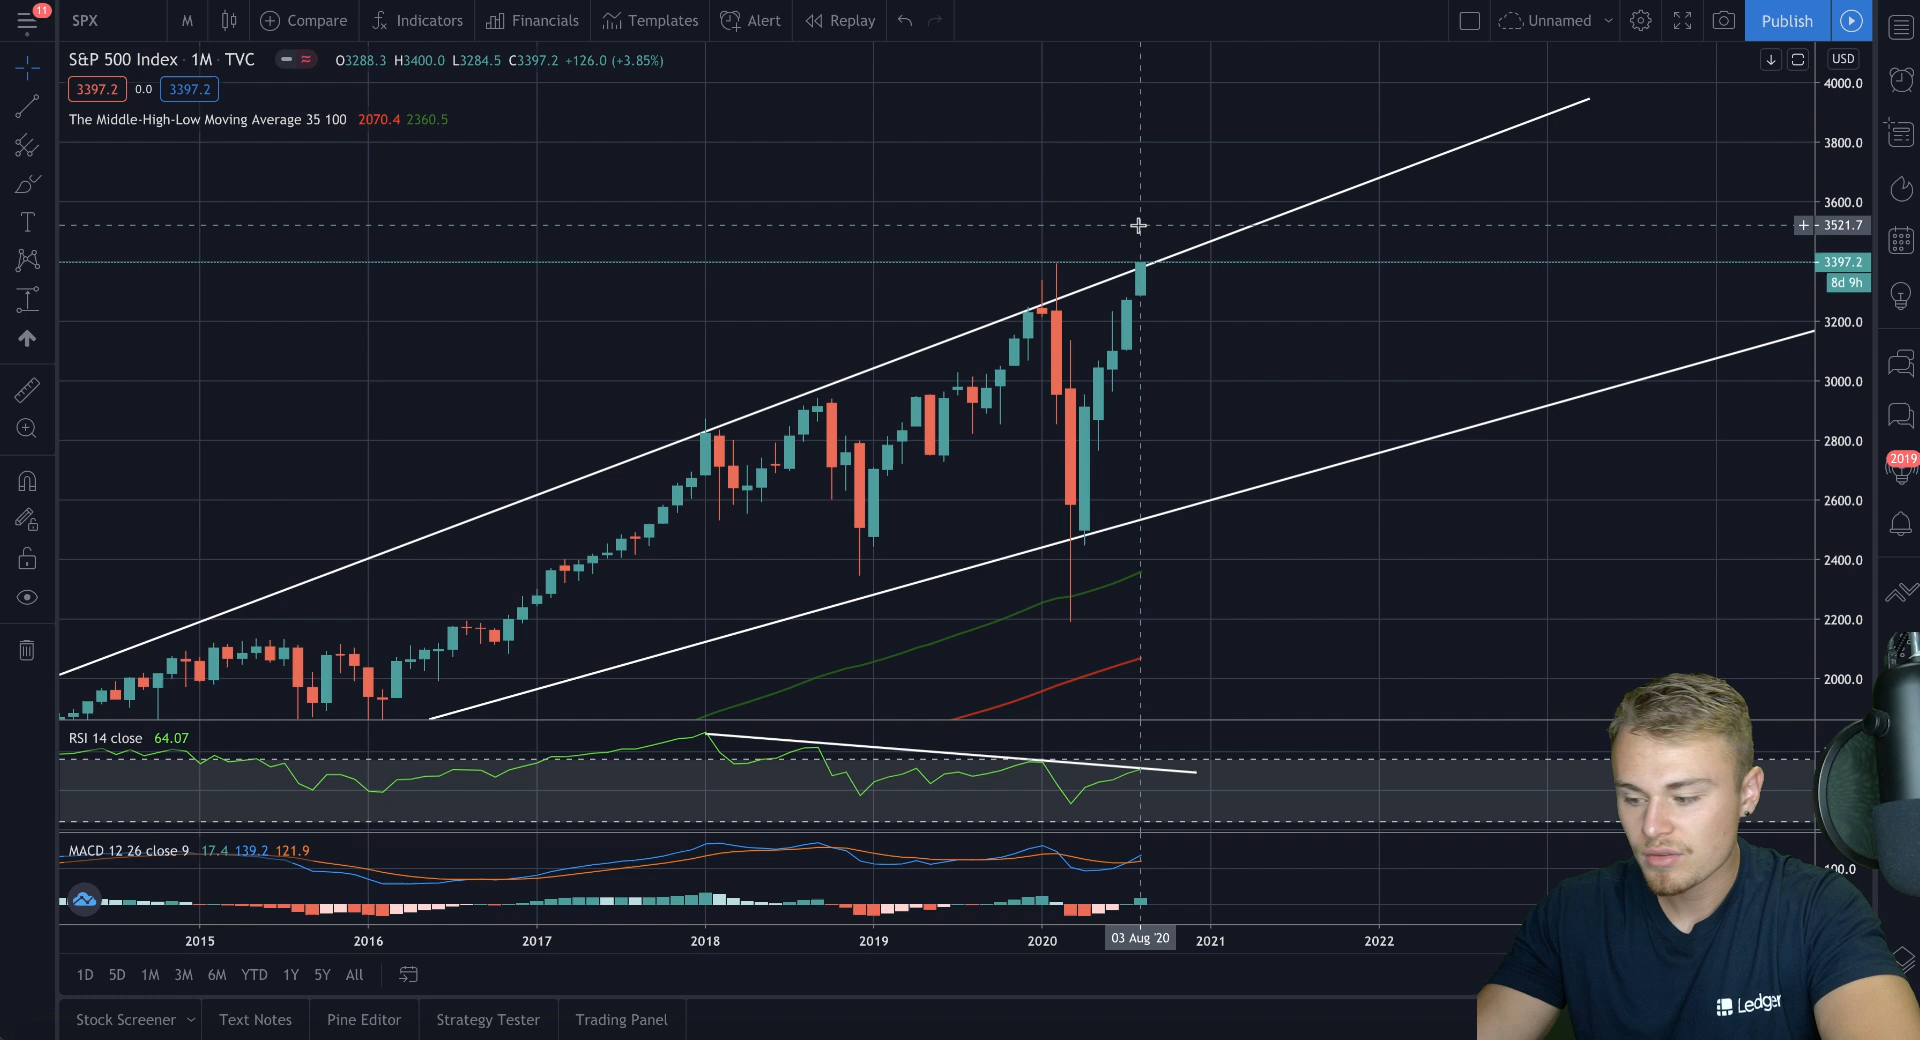 11
SPX M Compare Indicators Financials Templates Alert Replay Unnamed Publish
S&P 500 Index · 1M · TVC O3288.3 H3400.0 L3284.5 C3397.2 +126.0 (+3.85%) USD
3397.2 0.0 3397.2
The Middle-High-Low Moving Average 35 100 2070.4 2360.5
4000.0
3800.0
3600.0
3521.7
3397.2
8d 9h
3200.0
3000.0
2800.0
2019
2600.0
2400.0
2200.0
2000.0
RSI 14 close 64.07
MACD 12 26 close 9 17.4 139.2 121.9
2015 2016 2017 2018 2019 2020 03 Aug '20 2021 2022
1D 5D 1M 3M 6M YTD 1Y 5Y All
Ledger
Stock Screener Text Notes Pine Editor Strategy Tester Trading Panel